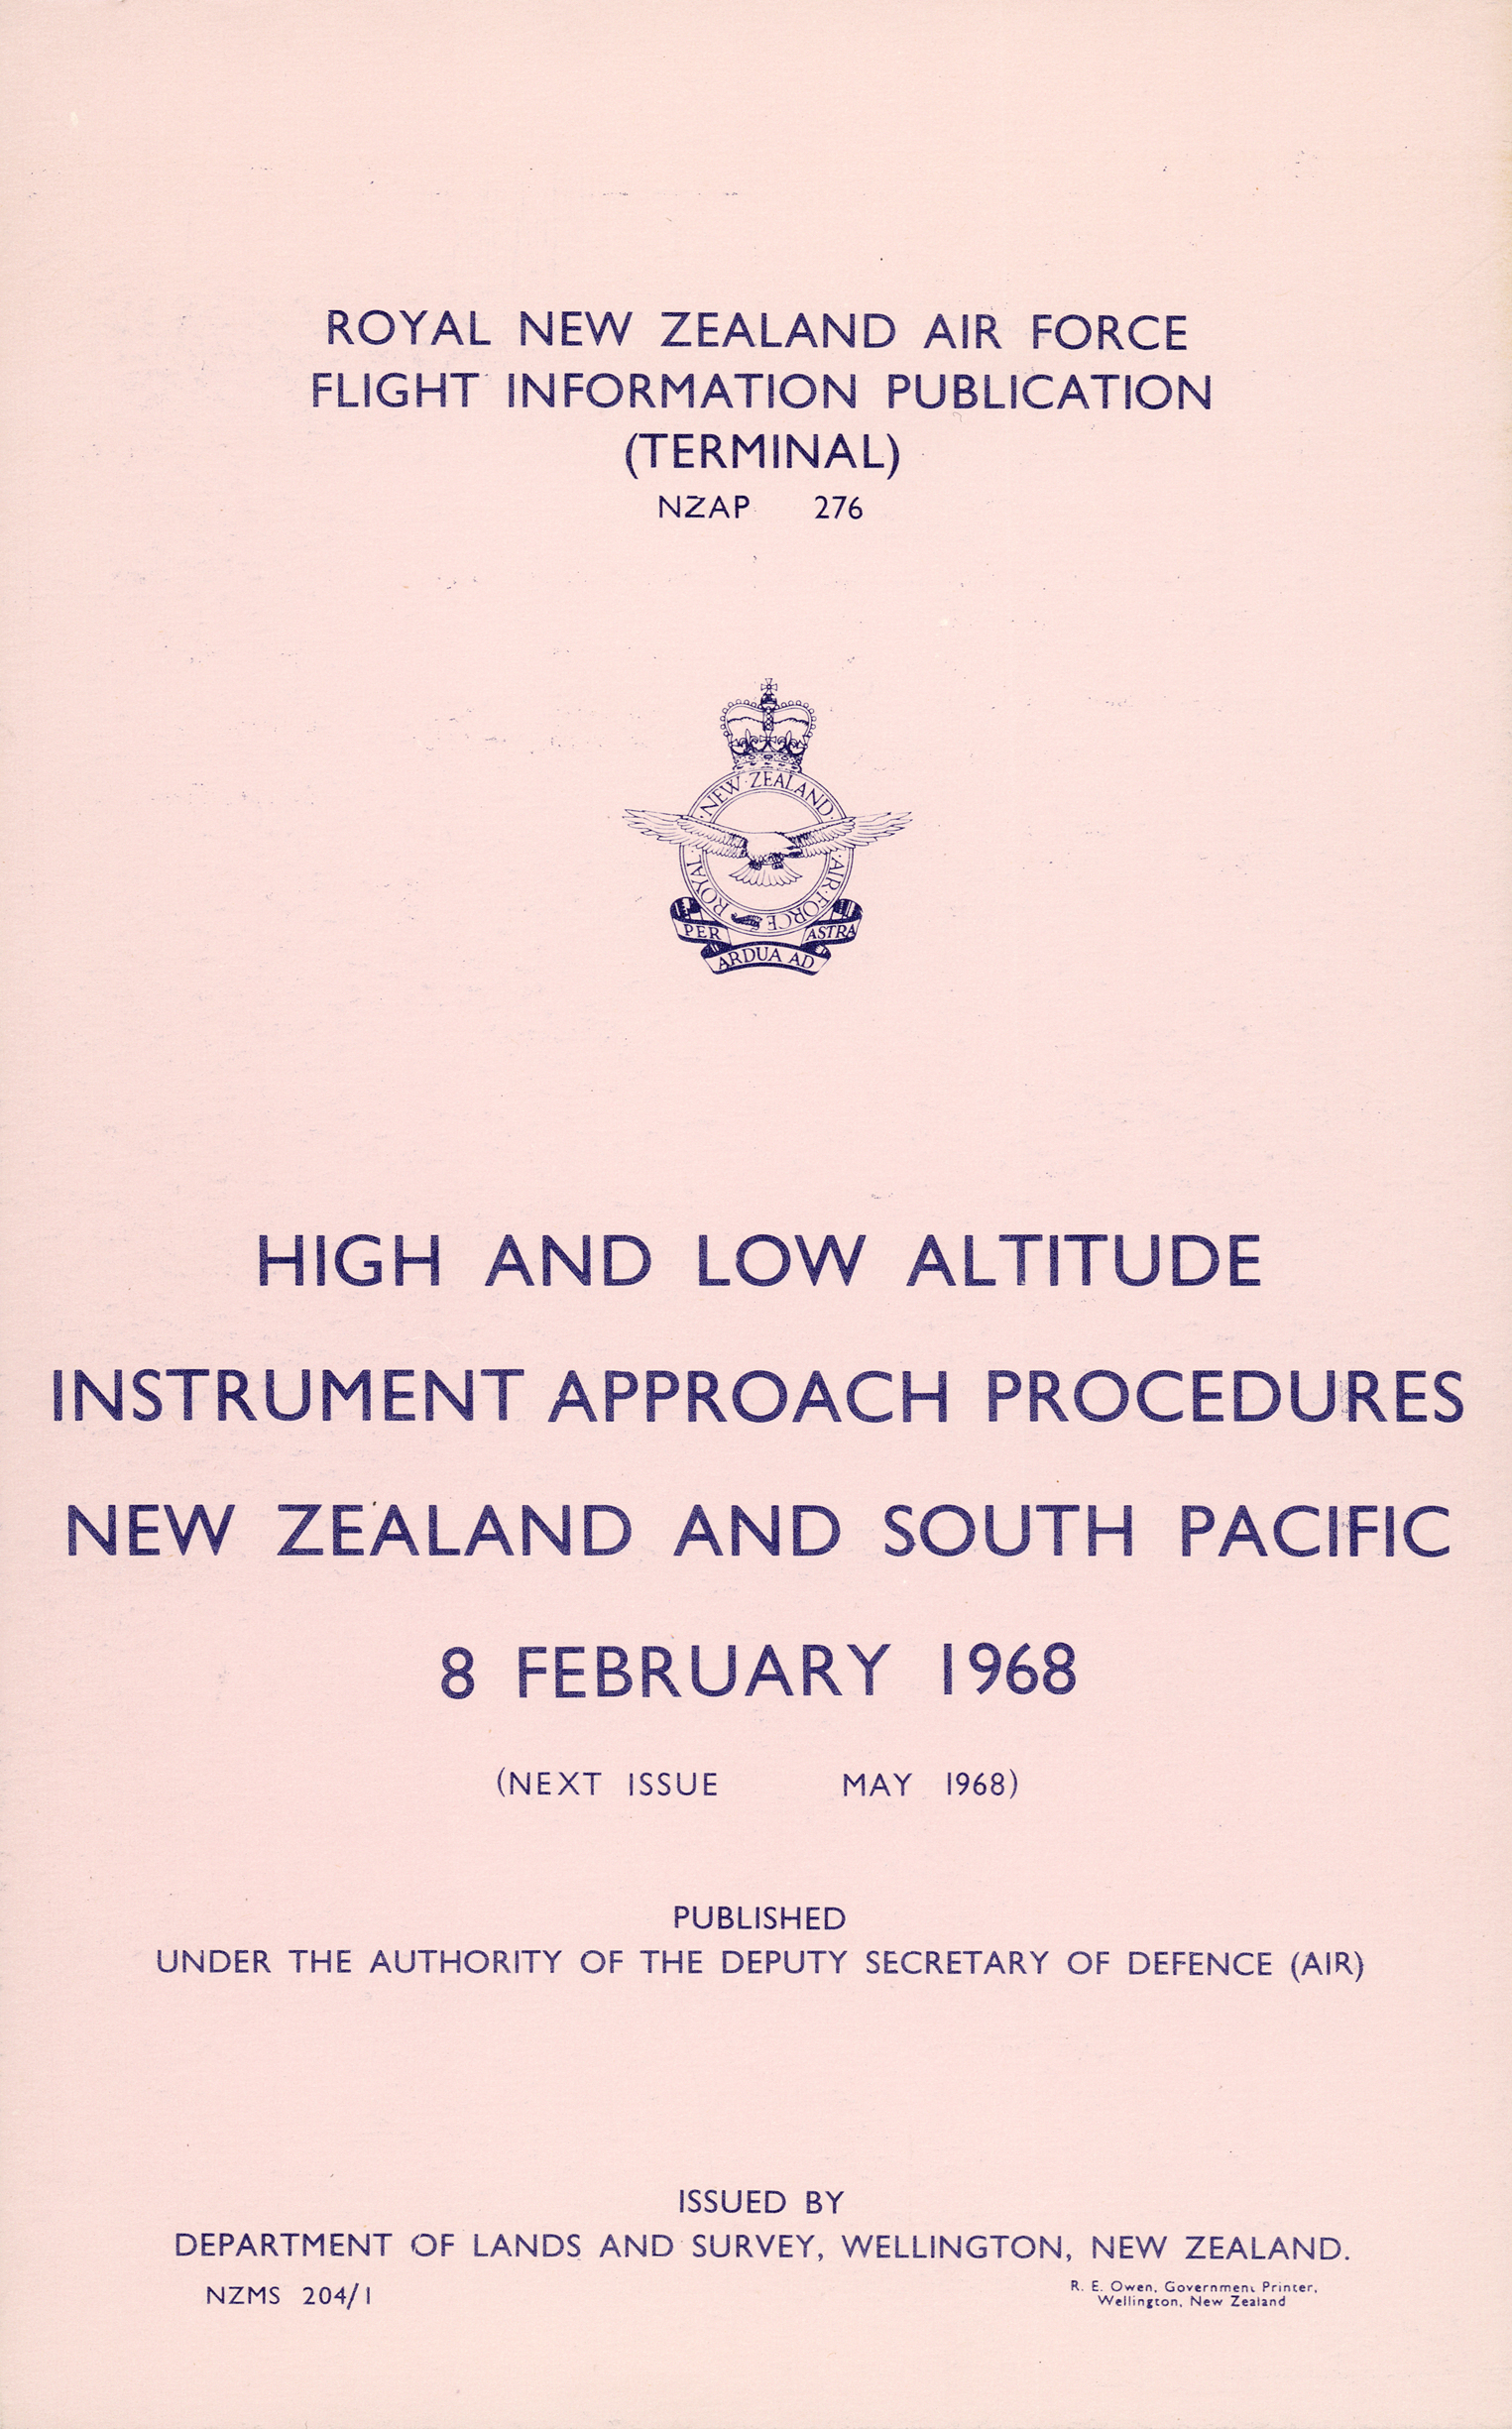 ROYAL NEW ZEALAND AIR FORCE
FLIGHT INFORMATION PUBLICATION
(TERMINAL)
NZAP 276
ROYAL · NEW · ZEALAND · AIR · FORCE
PER ARDUA AD ASTRA
HIGH AND LOW ALTITUDE
INSTRUMENT APPROACH PROCEDURES
NEW ZEALAND AND SOUTH PACIFIC
8 FEBRUARY 1968
(NEXT ISSUE MAY 1968)
PUBLISHED
UNDER THE AUTHORITY OF THE DEPUTY SECRETARY OF DEFENCE (AIR)
ISSUED BY
DEPARTMENT OF LANDS AND SURVEY, WELLINGTON, NEW ZEALAND.
NZMS 204/1
R. E. Owen, Government Printer,
Wellington, New Zealand